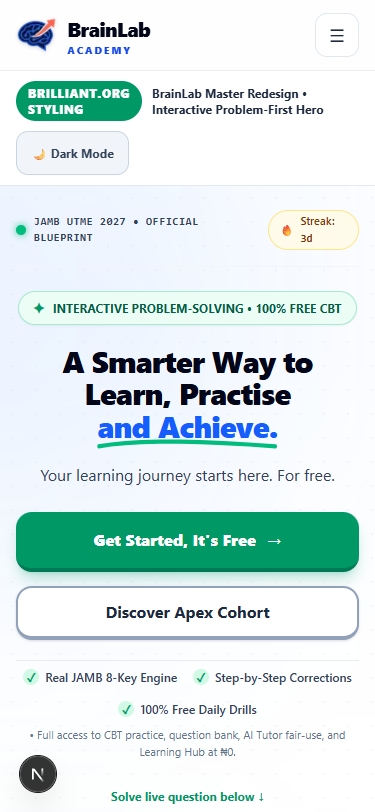 BrainLab
ACADEMY
☰
BRILLIANT.ORG
STYLING
BrainLab Master Redesign •
Interactive Problem-First Hero
🌙 Dark Mode
JAMB UTME 2027 • OFFICIAL
BLUEPRINT
🔥 Streak:
3d
✦ INTERACTIVE PROBLEM-SOLVING • 100% FREE CBT
A Smarter Way to
Learn, Practise
and Achieve.
Your learning journey starts here. For free.
Get Started, It's Free →
Discover Apex Cohort
✓ Real JAMB 8-Key Engine ✓ Step-by-Step Corrections
✓ 100% Free Daily Drills
• Full access to CBT practice, question bank, AI Tutor fair-use, and
Learning Hub at ₦0.
N
Solve live question below ↓